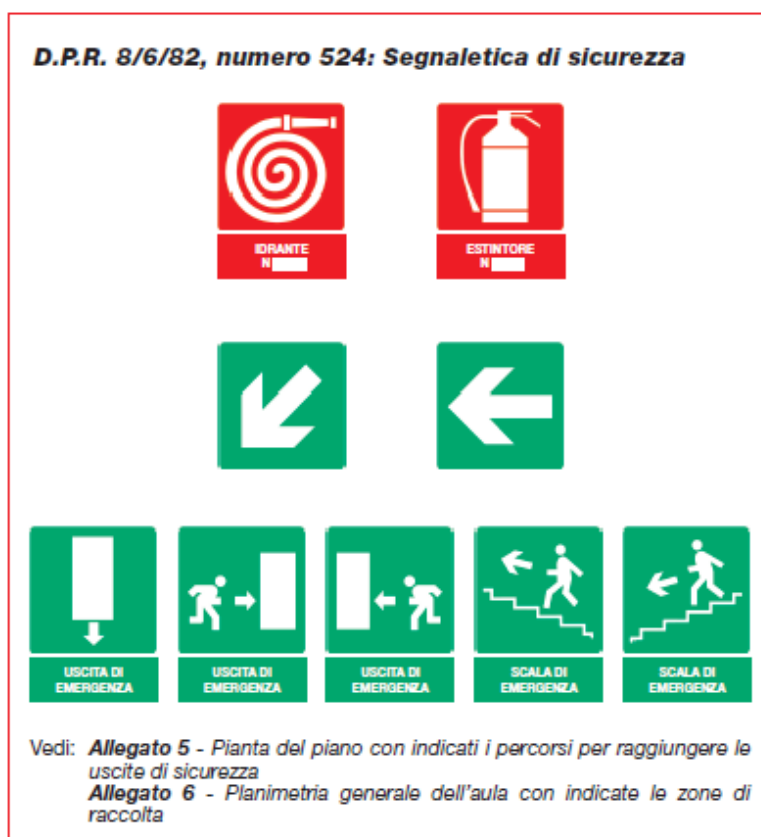 D.P.R. 8/6/82, numero 524: Segnaletica di sicurezza
IDRANTE
N
ESTINTORE
N
USCITA DI
EMERGENZA
USCITA DI
EMERGENZA
USCITA DI
EMERGENZA
SCALA DI
EMERGENZA
SCALA DI
EMERGENZA
Vedi: Allegato 5 - Pianta del piano con indicati i percorsi per raggiungere le
uscite di sicurezza
Allegato 6 - Planimetria generale dell'aula con indicate le zone di
raccolta